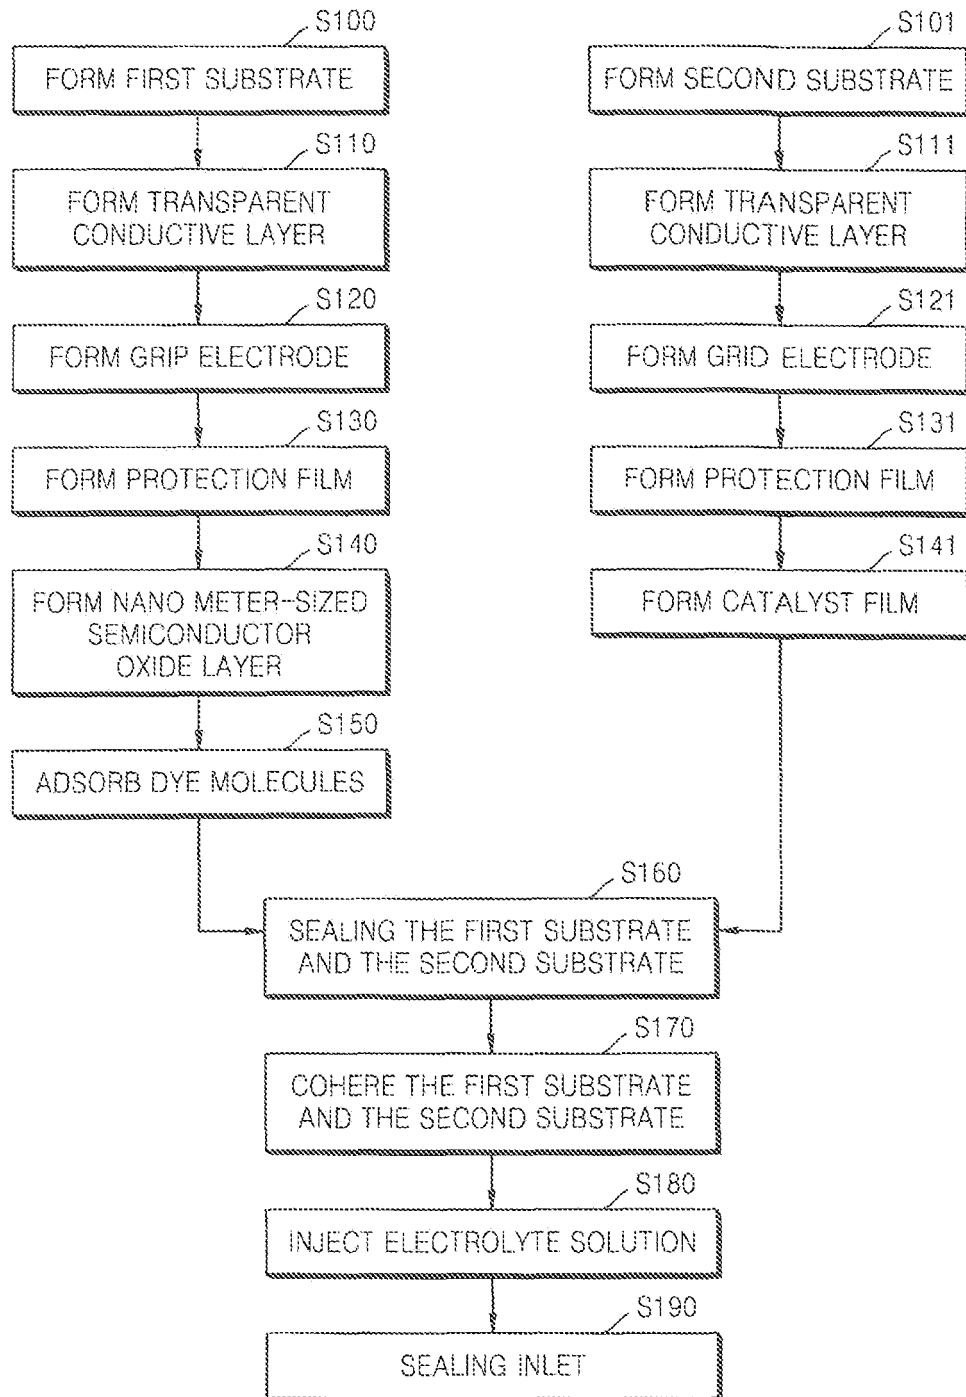 S100
FORM FIRST SUBSTRATE
S110
FORM TRANSPARENT
CONDUCTIVE LAYER
S120
FORM GRIP ELECTRODE
S130
FORM PROTECTION FILM
S140
FORM NANO METER-SIZED
SEMICONDUCTOR
OXIDE LAYER
S150
ADSORB DYE MOLECULES
S101
FORM SECOND SUBSTRATE
S111
FORM TRANSPARENT
CONDUCTIVE LAYER
S121
FORM GRID ELECTRODE
S131
FORM PROTECTION FILM
S141
FORM CATALYST FILM
S160
SEALING THE FIRST SUBSTRATE
AND THE SECOND SUBSTRATE
S170
COHERE THE FIRST SUBSTRATE
AND THE SECOND SUBSTRATE
S180
INJECT ELECTROLYTE SOLUTION
S190
SEALING INLET